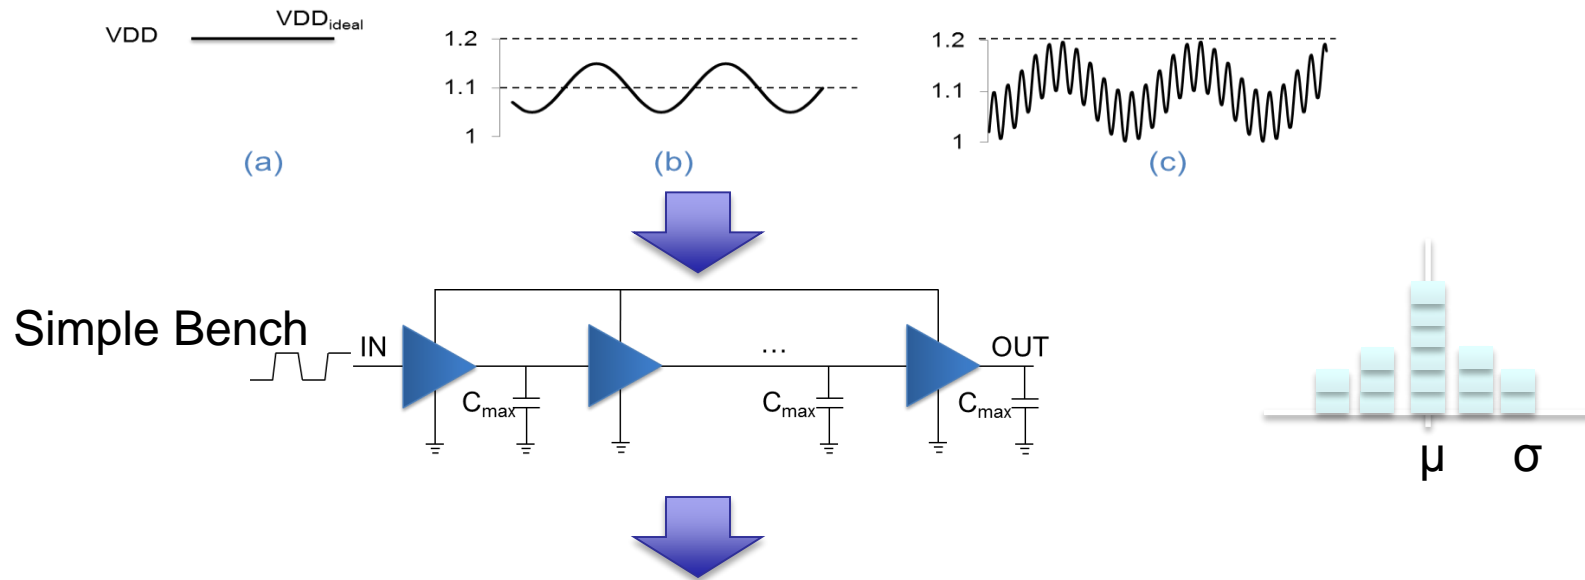 VDD VDDideal
1.2
1.1
1
1.2
1.1
1
(a)
(b)
(c)
Simple Bench
IN
...
OUT
Cmax
Cmax
Cmax
μ
σ